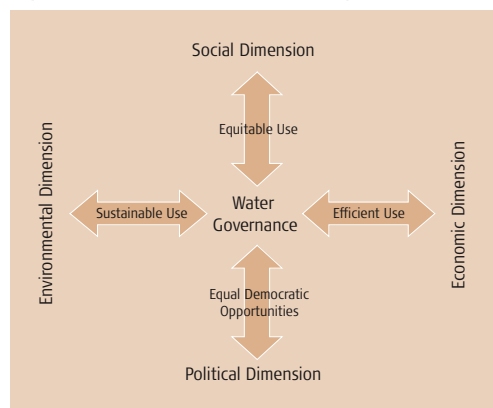 Social Dimension
Equitable Use
Environmental Dimension
Sustainable Use
Water
Governance
Efficient Use
Economic Dimension
Equal Democratic
Opportunities
Political Dimension